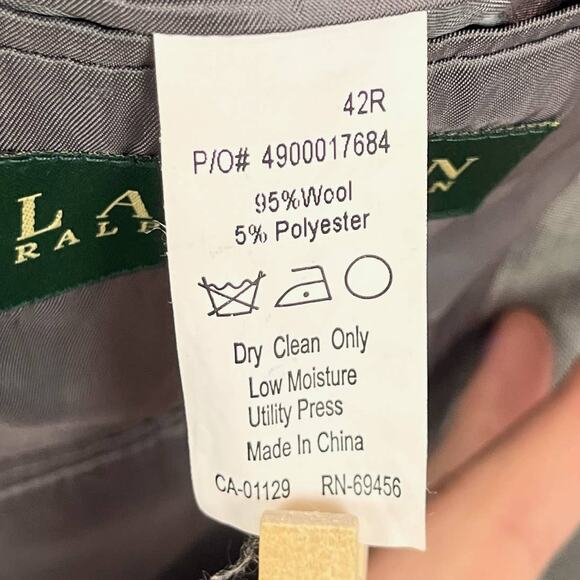 42R
P/O# 4900017684
95%Wool
5% Polyester
Dry Clean Only
Low Moisture
Utility Press
Made In China
CA-01129 RN-69456